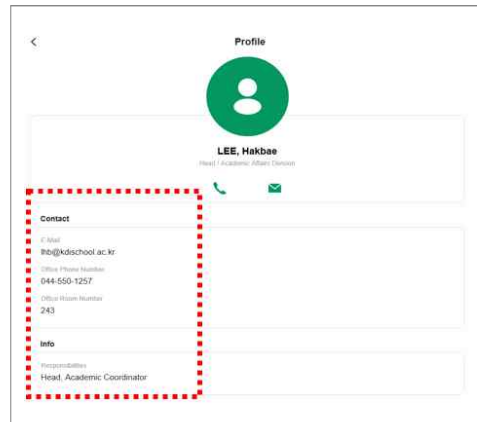 Profile
LEE, Hakbae
Head / Academic Affairs Division
Contact
E-Mail
lhb@kdischool.ac.kr
Office Phone Number
044-550-1257
Office Room Number
243
Info
Responsibilities
Head, Academic Coordinator